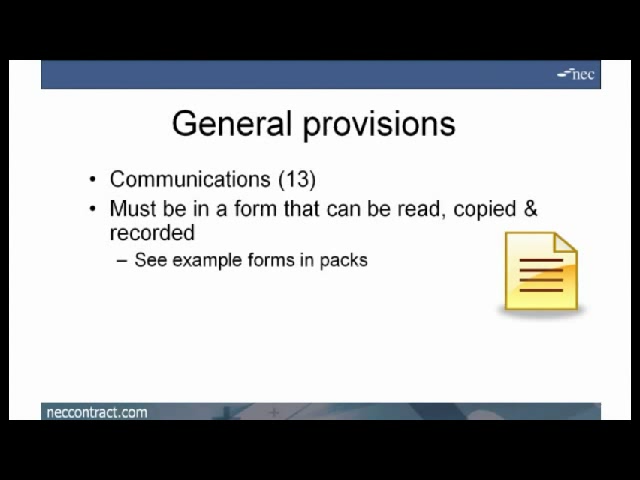 nec
General provisions
• Communications (13)
• Must be in a form that can be read, copied &
recorded
– See example forms in packs
neccontract.com